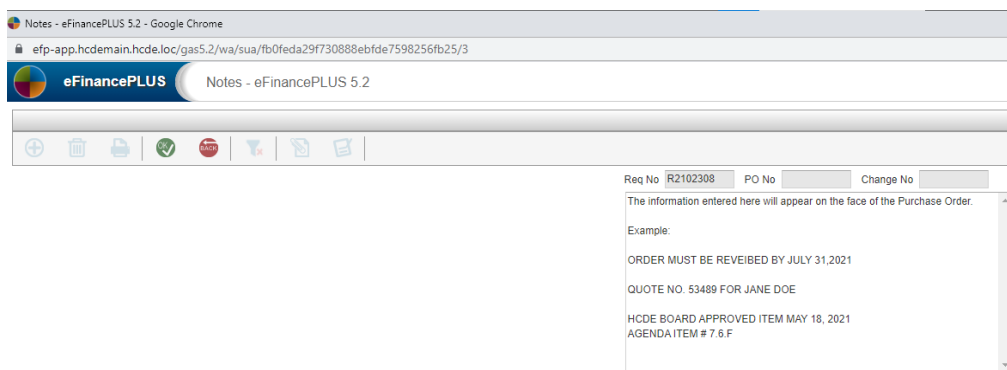 Notes - eFinancePLUS 5.2 - Google Chrome
efp-app.hcdemain.hcde.loc/gas5.2/wa/sua/fb0feda29f730888ebfde7598256fb25/3
eFinancePLUS Notes - eFinancePLUS 5.2
OK BACK
Req No R2102308 PO No Change No
The information entered here will appear on the face of the Purchase Order.
Example:
ORDER MUST BE REVEIBED BY JULY 31,2021
QUOTE NO. 53489 FOR JANE DOE
HCDE BOARD APPROVED ITEM MAY 18, 2021
AGENDA ITEM # 7.6.F